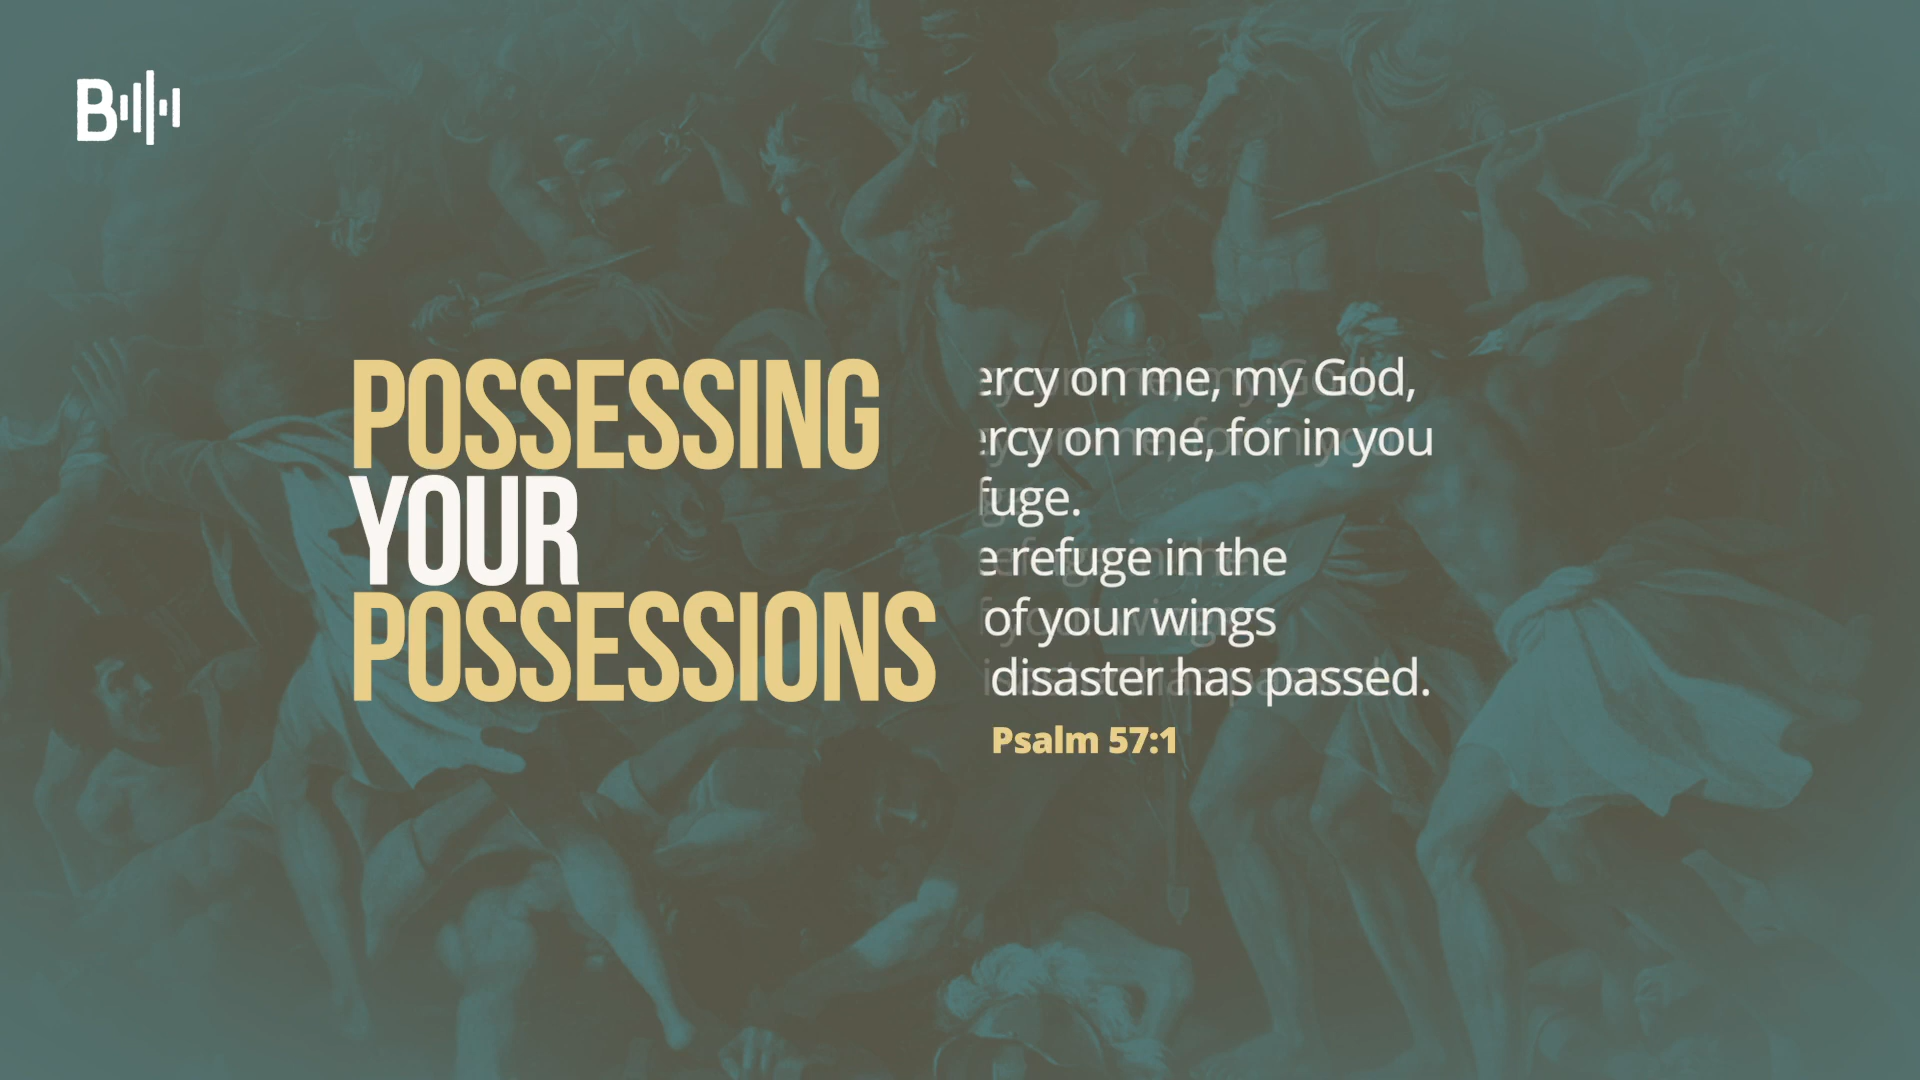 B
POSSESSING
YOUR
POSSESSIONS
ercy on me, my God,
ercy on me, for in you
fuge.
e refuge in the
of your wings
disaster has passed.
Psalm 57:1